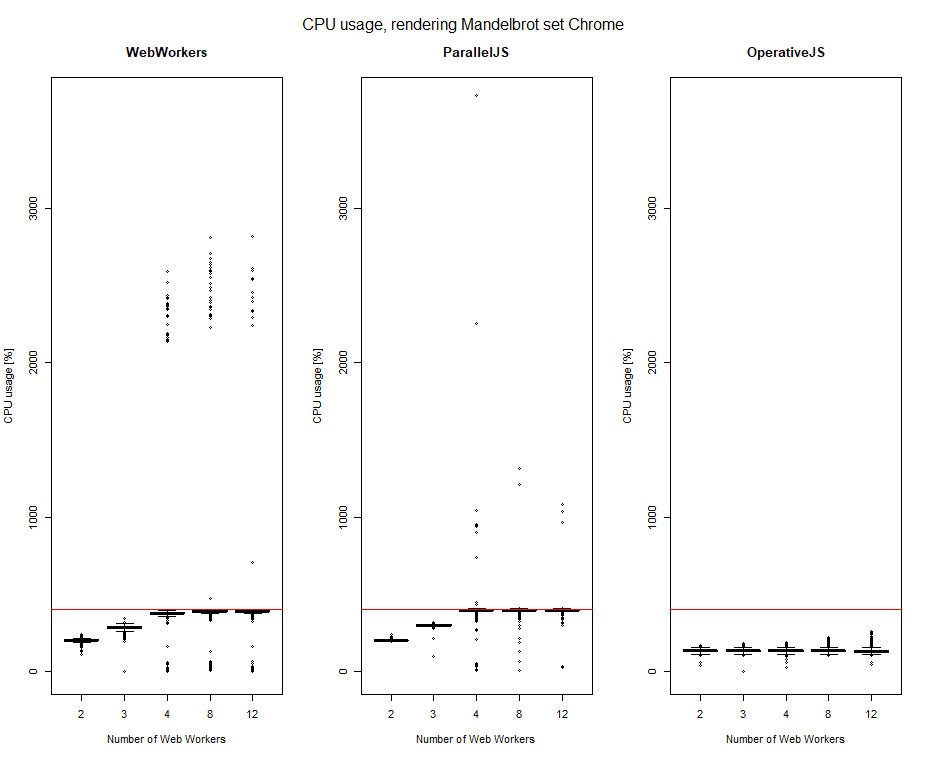 CPU usage, rendering Mandelbrot set Chrome
WebWorkers
CPU usage [%]
3000
2000
1000
0
2 3 4 8 12
Number of Web Workers
ParallelJS
CPU usage [%]
3000
2000
1000
0
2 3 4 8 12
Number of Web Workers
OperativeJS
CPU usage [%]
3000
2000
1000
0
2 3 4 8 12
Number of Web Workers